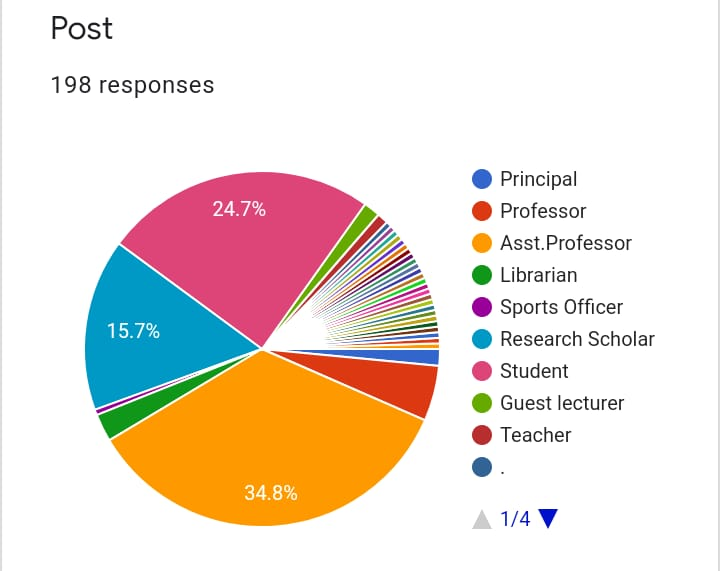 Post
198 responses
24.7%
15.7%
34.8%
Principal
Professor
Asst.Professor
Librarian
Sports Officer
Research Scholar
Student
Guest lecturer
Teacher
.
1/4